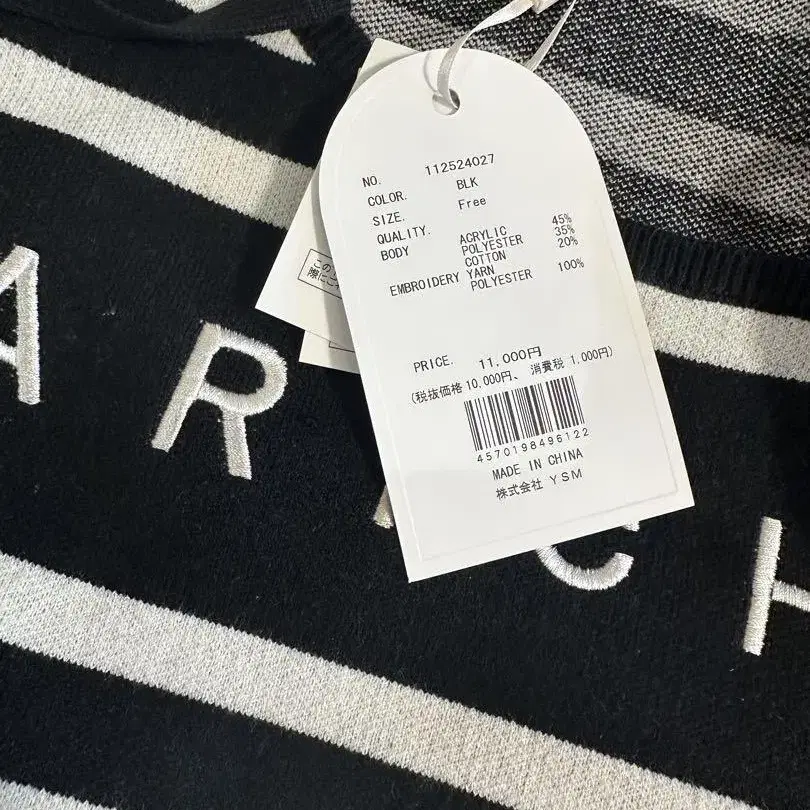 NO. 112524027
COLOR. BLK
SIZE. Free
QUALITY.
BODY ACRYLIC 45%
POLYESTER 35%
COTTON 20%
EMBROIDERY YARN
POLYESTER 100%
PRICE. 11,000円
(税抜価格 10,000円、 消費税 1,000円)
4570198496122
MADE IN CHINA
株式会社 YSM
A R C H